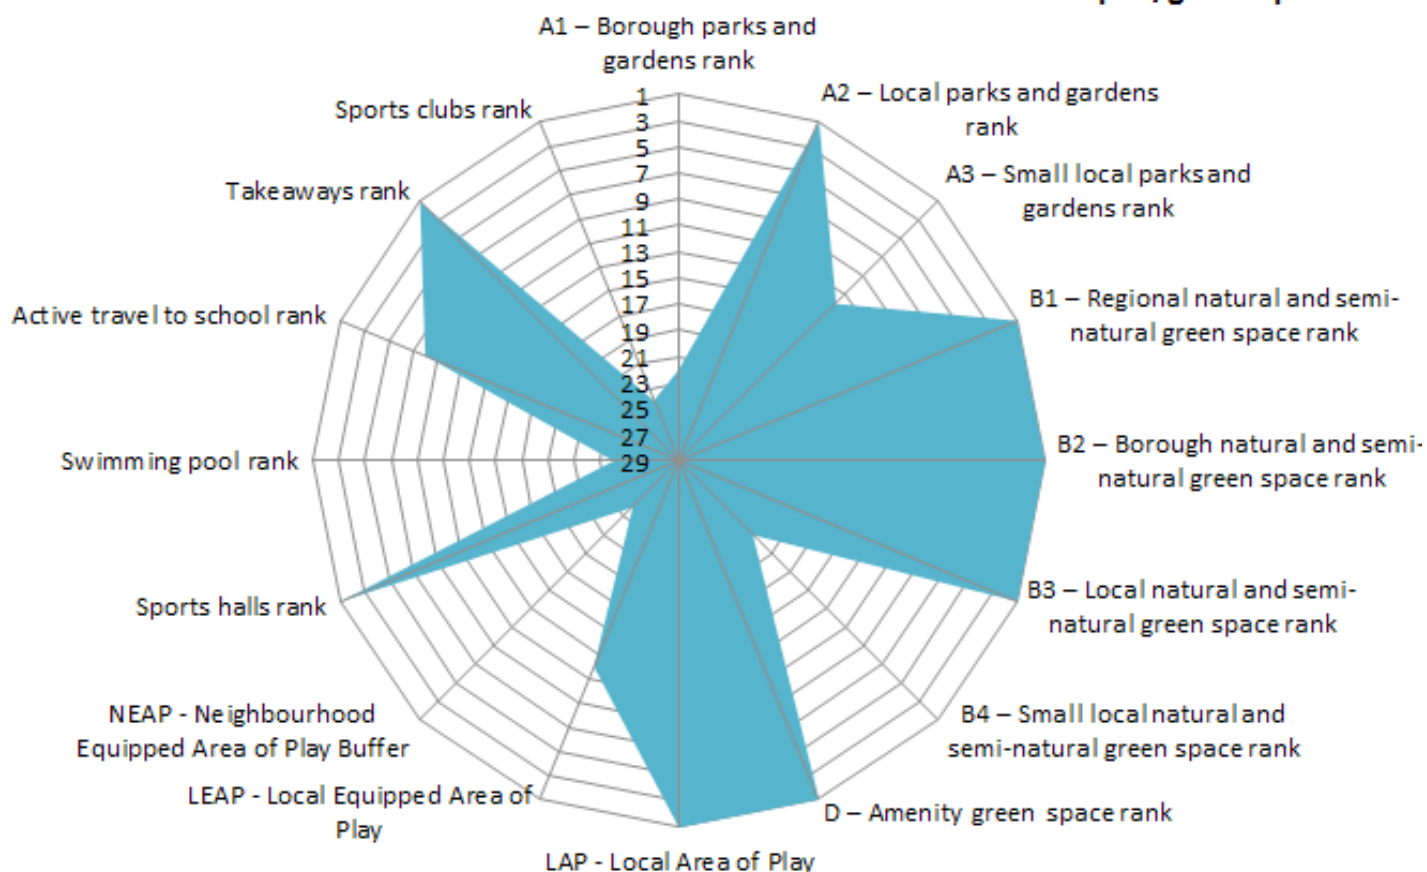 A1 – Borough parks and
gardens rank
A2 – Local parks and gardens
rank
A3 – Small local parks and
gardens rank
B1 – Regional natural and semi-
natural green space rank
B2 – Borough natural and semi-
natural green space rank
B3 – Local natural and semi-
natural green space rank
B4 – Small local natural and
semi-natural green space rank
D – Amenity green space rank
LAP - Local Area of Play
LEAP - Local Equipped Area of
Play
NEAP - Neighbourhood
Equipped Area of Play Buffer
Sports halls rank
Swimming pool rank
Active travel to school rank
Takeaways rank
Sports clubs rank
1
3
5
7
9
11
13
15
17
19
21
23
25
27
29